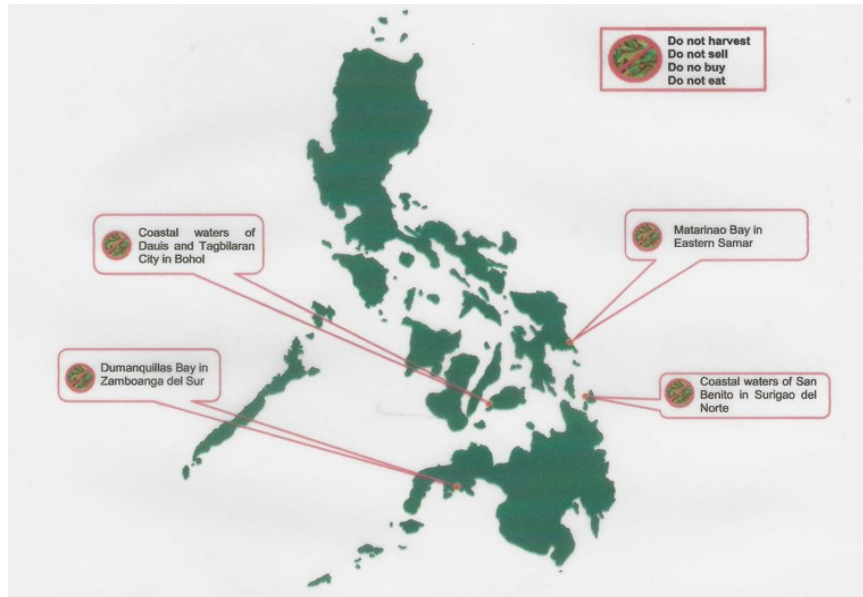 Do not harvest
Do not sell
Do no buy
Do not eat
Coastal waters of
Dauis and Tagbilaran
City in Bohol
Matarinao Bay in
Eastern Samar
Dumanquillas Bay in
Zamboanga del Sur
Coastal waters of San
Benito in Surigao del
Norte